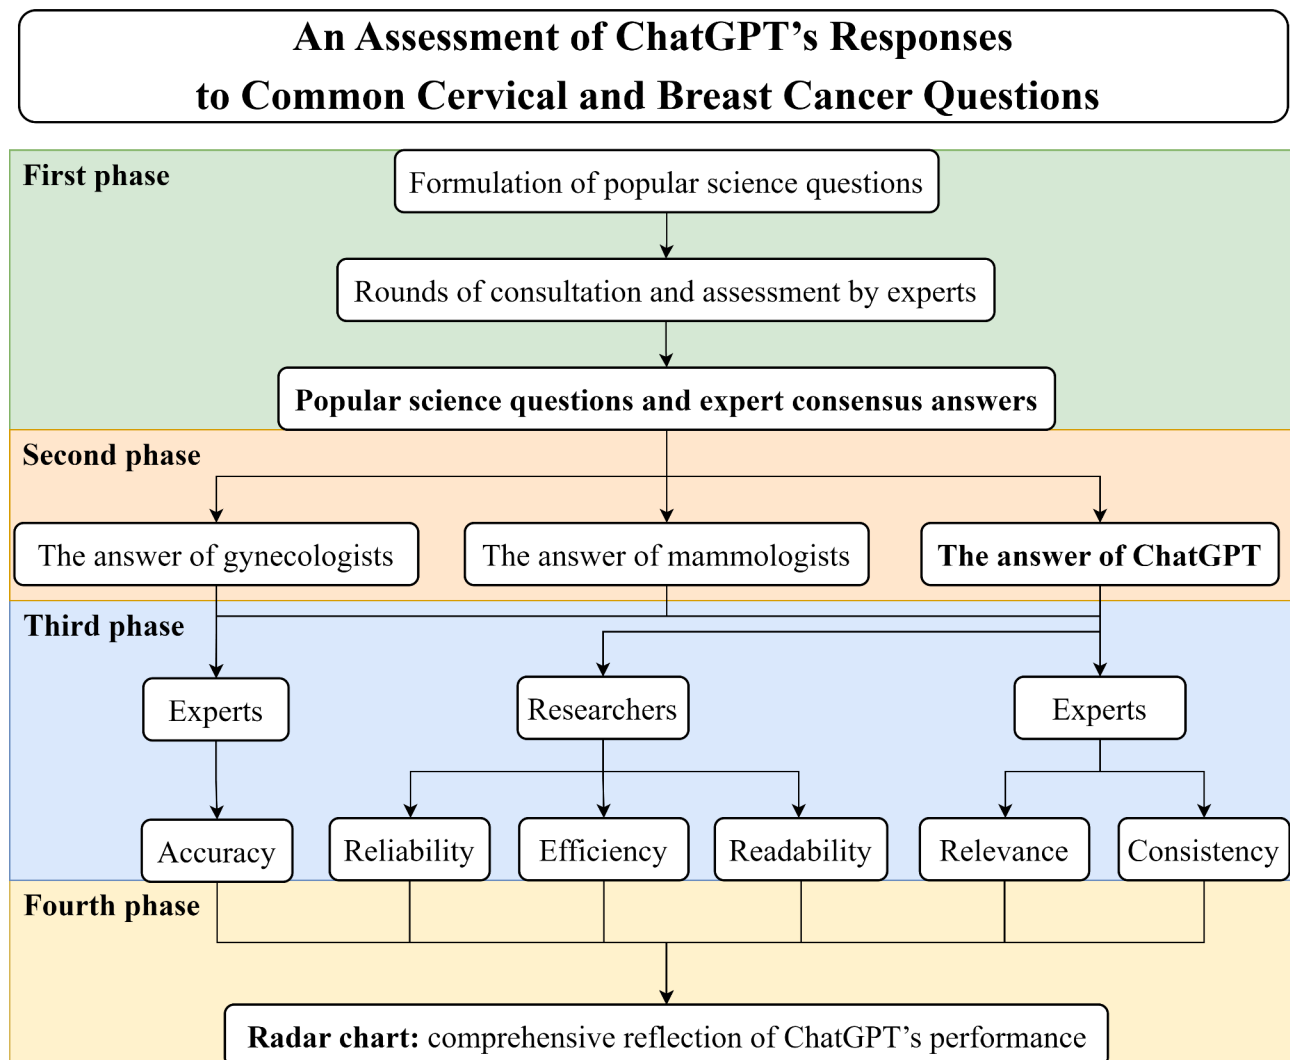 An Assessment of ChatGPT’s Responses
to Common Cervical and Breast Cancer Questions
First phase
Formulation of popular science questions
Rounds of consultation and assessment by experts
Popular science questions and expert consensus answers
Second phase
The answer of gynecologists
The answer of mammologists
The answer of ChatGPT
Third phase
Experts
Researchers
Experts
Accuracy
Reliability
Efficiency
Readability
Relevance
Consistency
Fourth phase
Radar chart: comprehensive reflection of ChatGPT’s performance